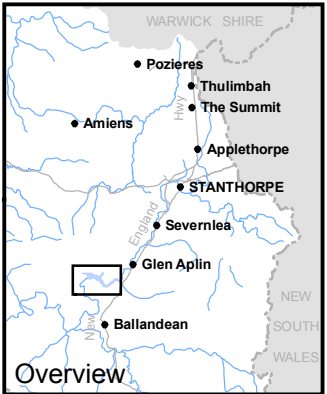 WARWICK SHIRE
Pozieres
Thulimbah
Hwy
The Summit
Amiens
Applethorpe
STANTHORPE
England
Severnlea
Glen Aplin
NEW
SOUTH
WALES
New
Ballandean
Overview